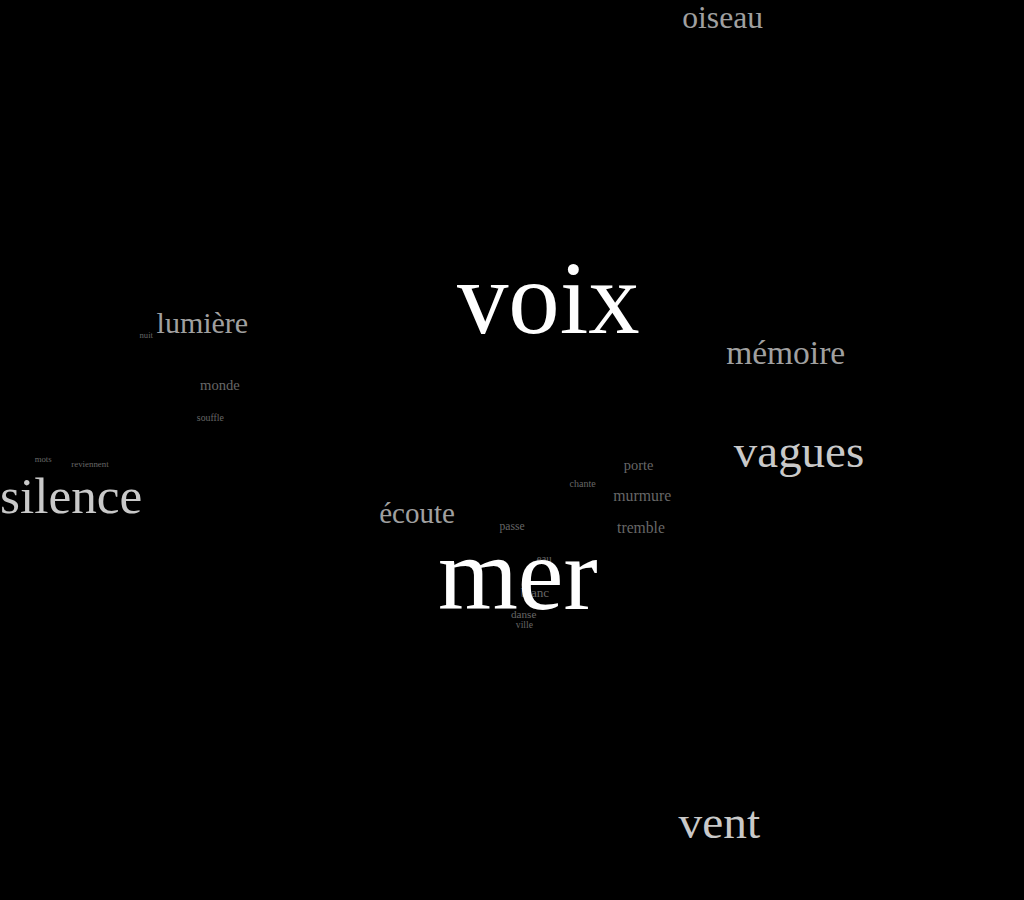 oiseau
voix
lumière
nuit
mémoire
monde
souffle
vagues
mots
reviennent
porte
chante
silence
murmure
écoute
passe
tremble
mer
danse
ville
vent